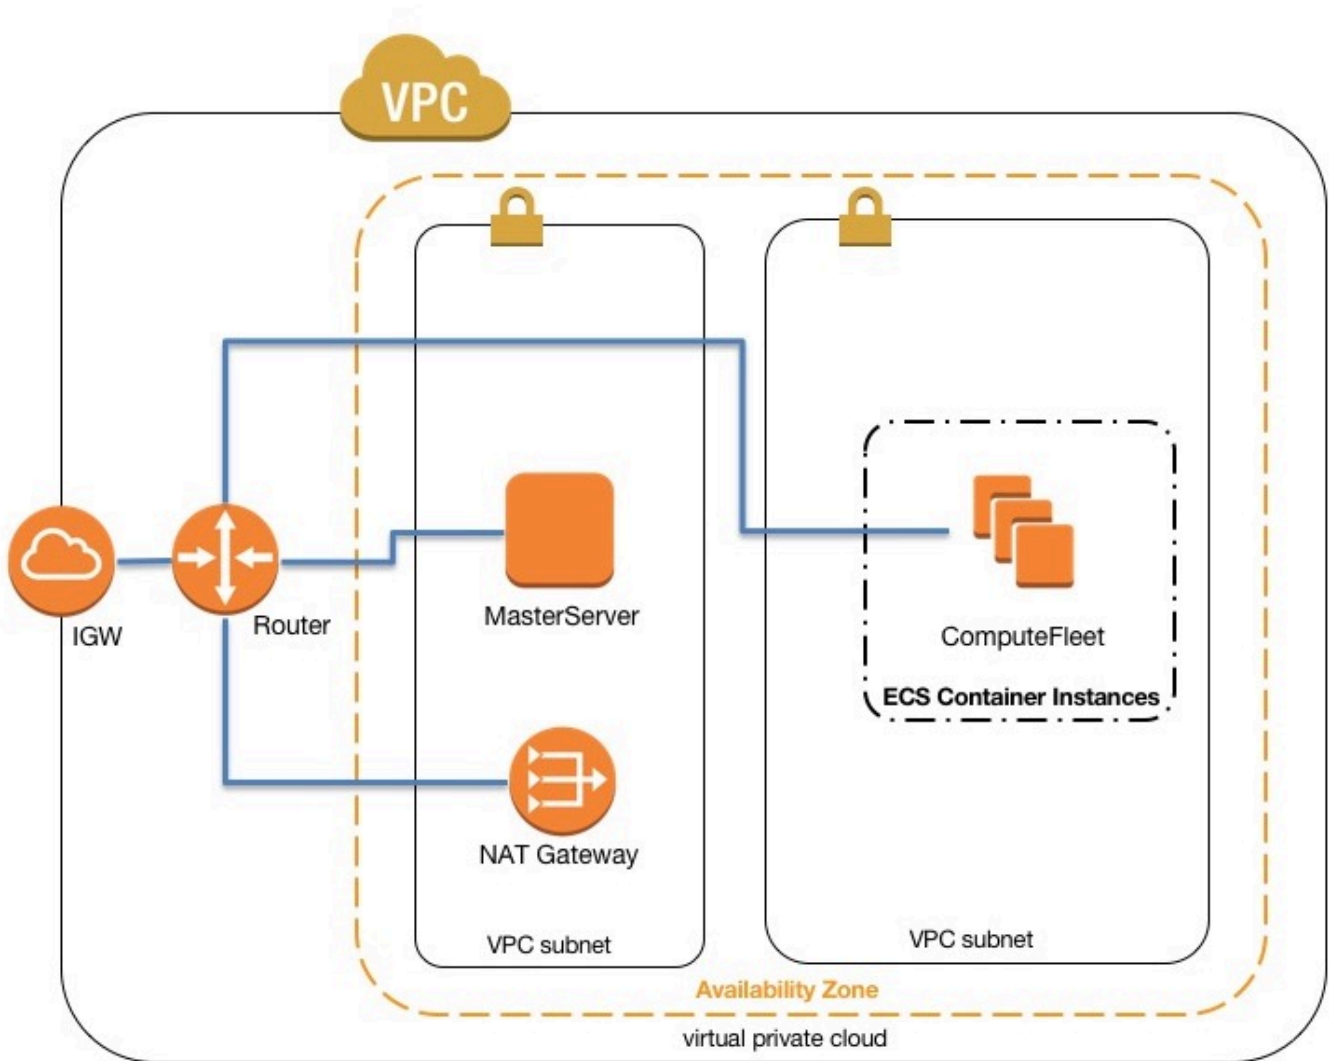 VPC
MasterServer
IGW
Router
ComputeFleet
ECS Container Instances
NAT Gateway
VPC subnet
VPC subnet
Availability Zone
virtual private cloud